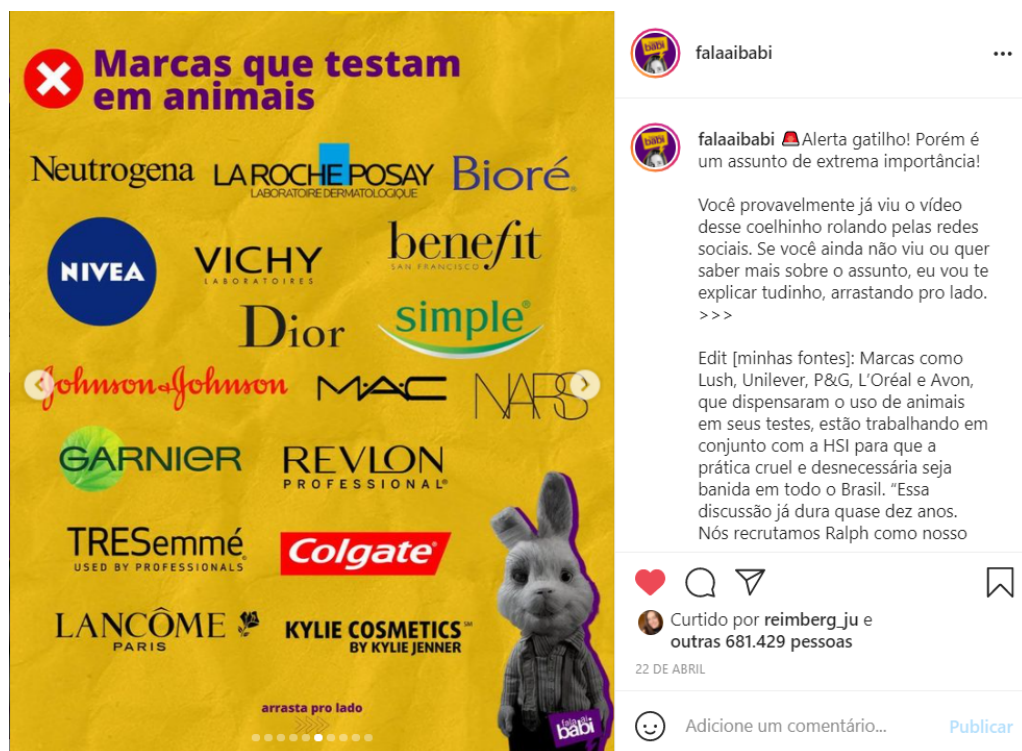 Marcas que testam
em animais
Neutrogena
LA ROCHE POSAY
LABORATOIRE DERMATOLOGIQUE
Bioré
NIVEA
VICHY
LABORATOIRES
benefit
SAN FRANCISCO
Dior
simple®
Johnson & Johnson
M·A·C
NARS
GARNIER
REVLON
PROFESSIONAL®
TRESemmé
USED BY PROFESSIONALS
Colgate®
LANCÔME
PARIS
KYLIE COSMETICS℠
BY KYLIE JENNER
arrasta pro lado
>>>
fala aí
babi
falaaibabi
falaaibabi 🚨Alerta gatilho! Porém é
um assunto de extrema importância!
Você provavelmente já viu o vídeo
desse coelhinho rolando pelas redes
sociais. Se você ainda não viu ou quer
saber mais sobre o assunto, eu vou te
explicar tudinho, arrastando pro lado.
>>>
Edit [minhas fontes]: Marcas como
Lush, Unilever, P&G, L'Oréal e Avon,
que dispensaram o uso de animais
em seus testes, estão trabalhando em
conjunto com a HSI para que a
prática cruel e desnecessária seja
banida em todo o Brasil. “Essa
discussão já dura quase dez anos.
Nós recrutamos Ralph como nosso
Curtido por reimberg_ju e
outras 681.429 pessoas
22 DE ABRIL
Adicione um comentário...
Publicar